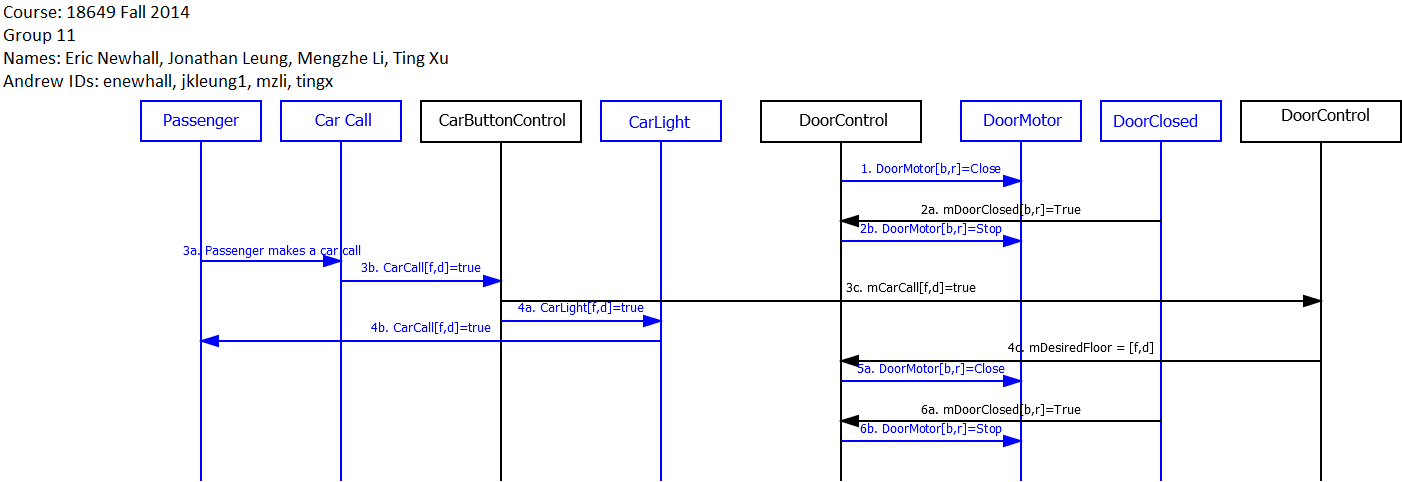 Course: 18649 Fall 2014
Group 11
Names: Eric Newhall, Jonathan Leung, Mengzhe Li, Ting Xu
Andrew IDs: enewhall, jkleung1, mzli, tingx
Passenger
Car Call
CarButtonControl
CarLight
DoorControl
DoorMotor
DoorClosed
DoorControl
1. DoorMotor[b,r]=Close
2a. mDoorClosed[b,r]=True
2b. DoorMotor[b,r]=Stop
3a. Passenger makes a car call
3b. CarCall[f,d]=true
3c. mCarCall[f,d]=true
4a. CarLight[f,d]=true
4b. CarCall[f,d]=true
4c. mDesiredFloor = [f,d]
5a. DoorMotor[b,r]=Close
6a. mDoorClosed[b,r]=True
6b. DoorMotor[b,r]=Stop